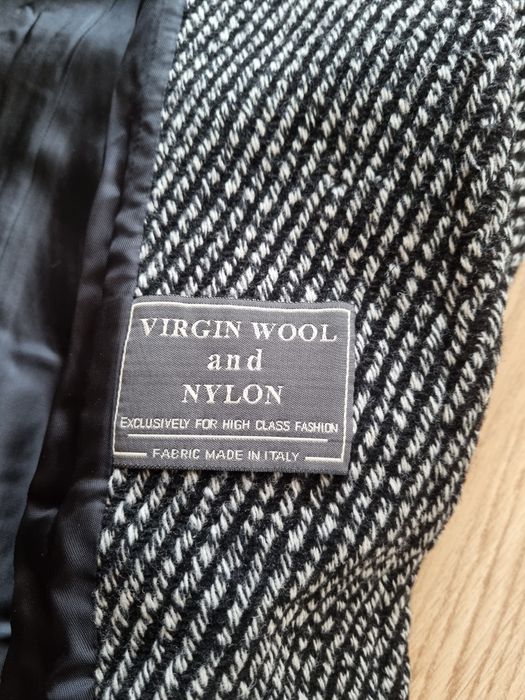 VIRGIN WOOL
and
NYLON
EXCLUSIVELY FOR HIGH CLASS FASHION
FABRIC MADE IN ITALY